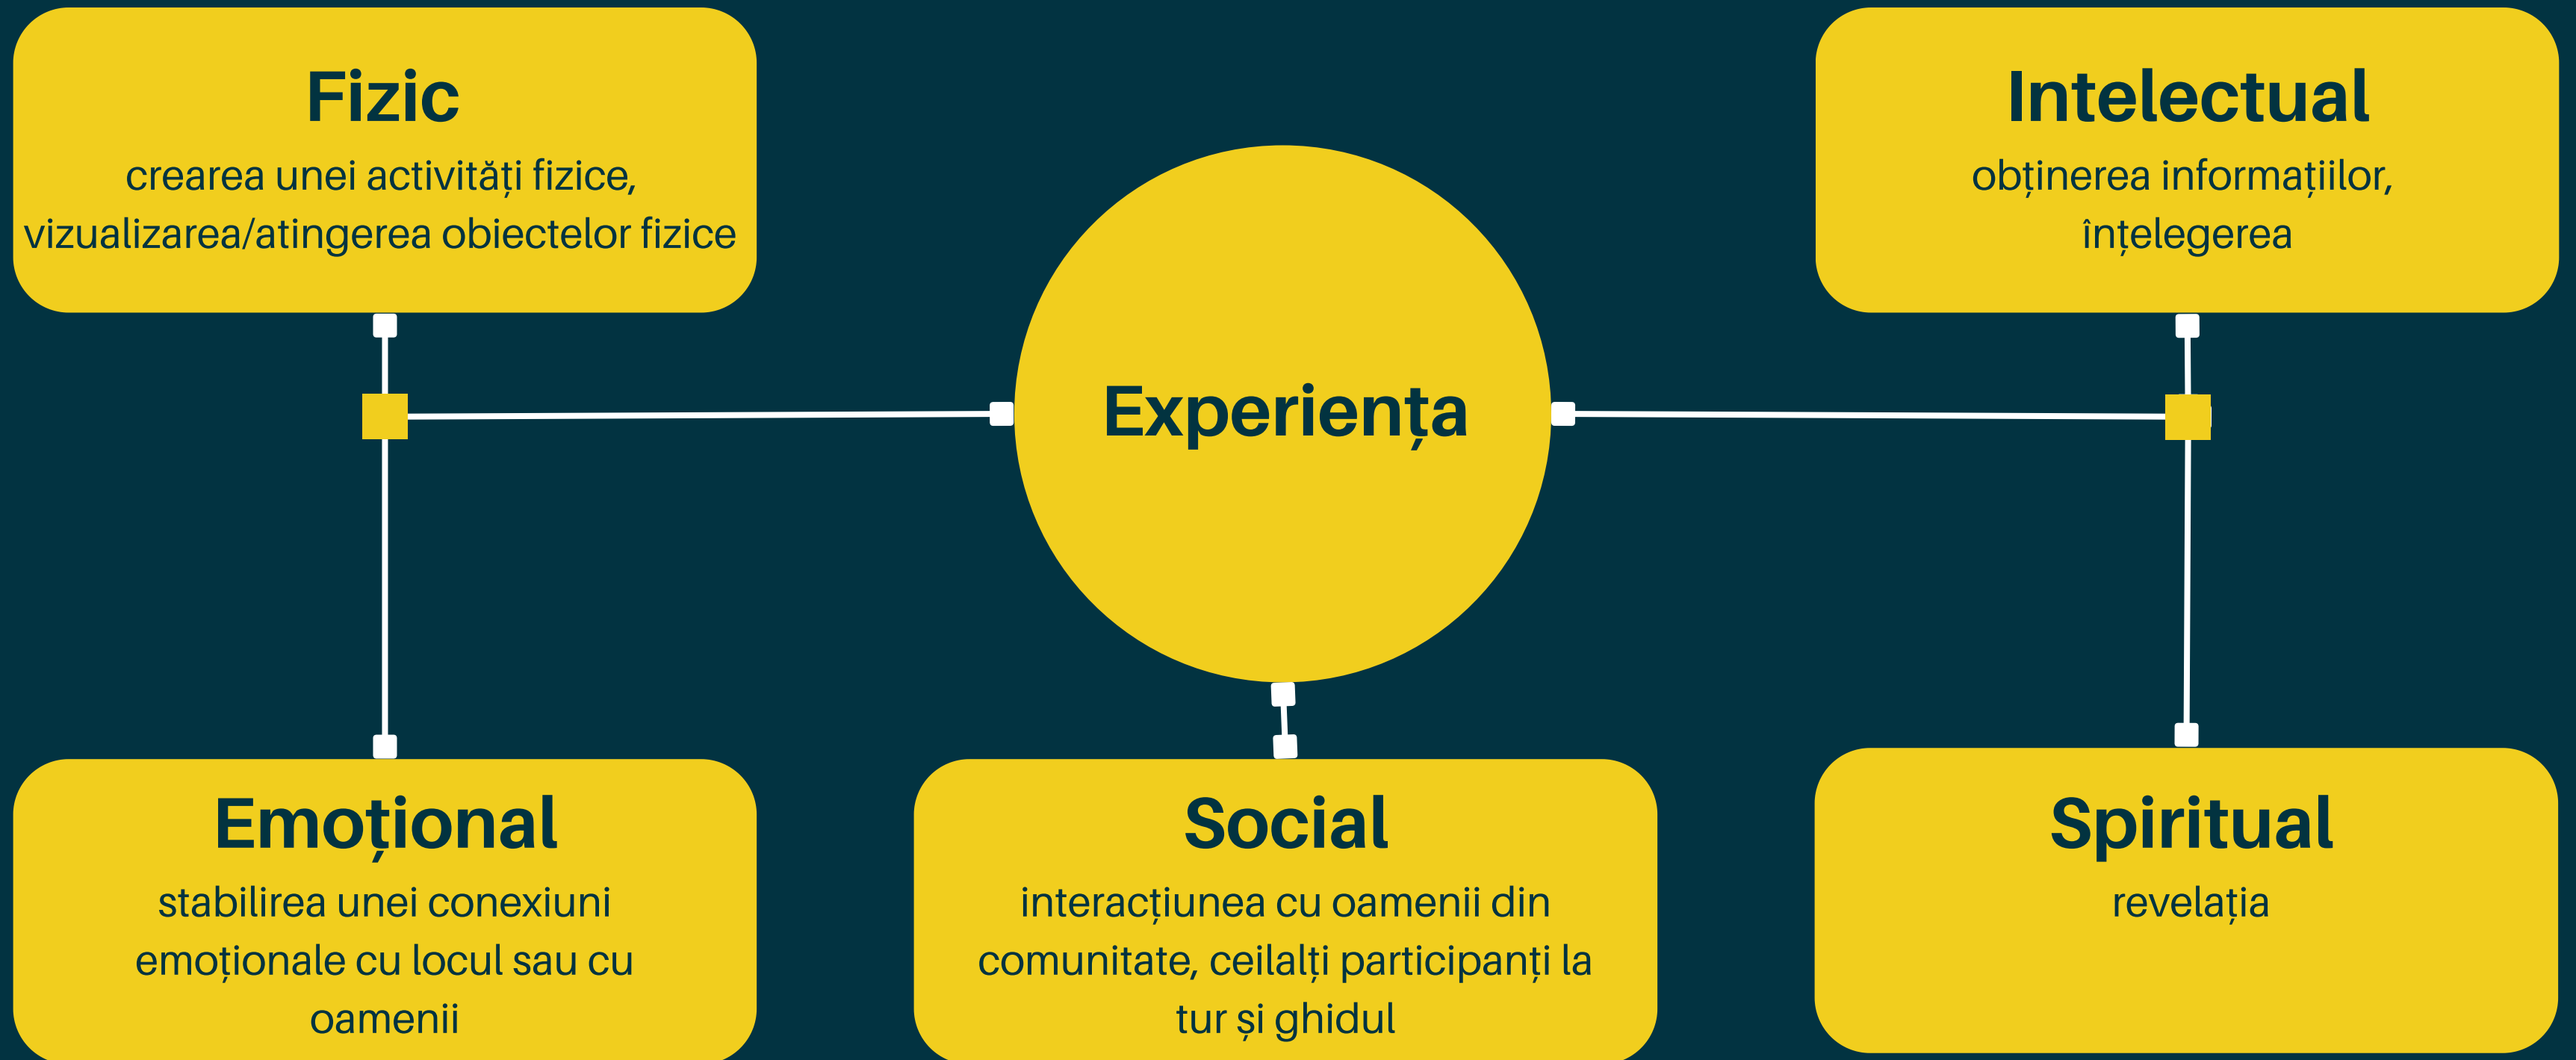 Fizic
crearea unei activități fizice,
vizualizarea/atingerea obiectelor fizice
Intelectual
obținerea informațiilor,
înțelegerea
Experiența
Emoțional
stabilirea unei conexiuni
emoționale cu locul sau cu
oamenii
Social
interacțiunea cu oamenii din
comunitate, ceilalți participanți la
tur și ghidul
Spiritual
revelația